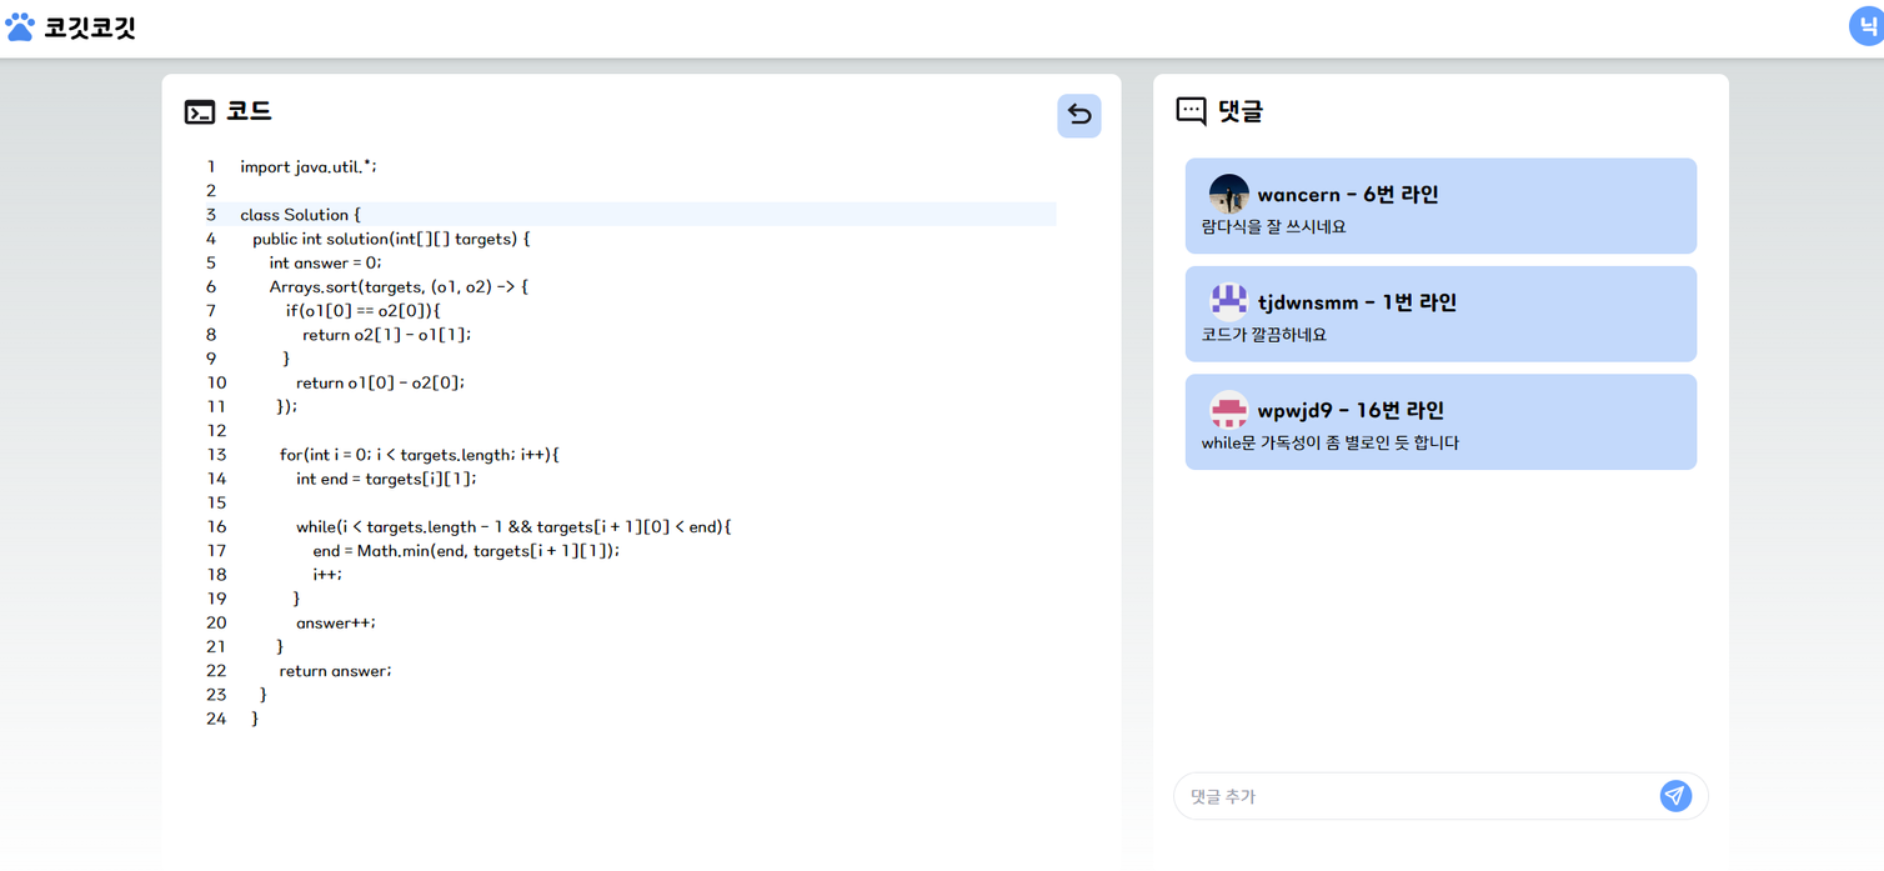 코깃코깃
닉
코드
1 import java.util.*;
2
3 class Solution {
4 public int solution(int[][] targets) {
5 int answer = 0;
6 Arrays.sort(targets, (o1, o2) -> {
7 if(o1[0] == o2[0]){
8 return o2[1] - o1[1];
9 }
10 return o1[0] - o2[0];
11 });
12
13 for(int i = 0; i < targets.length; i++){
14 int end = targets[i][1];
15
16 while(i < targets.length - 1 && targets[i + 1][0] < end){
17 end = Math.min(end, targets[i + 1][1]);
18 i++;
19 }
20 answer++;
21 }
22 return answer;
23 }
24 }
댓글
wancern - 6번 라인
람다식을 잘 쓰시네요
tjdwnsmm - 1번 라인
코드가 깔끔하네요
wpwjd9 - 16번 라인
while문 가독성이 좀 별로인 듯 합니다
댓글 추가